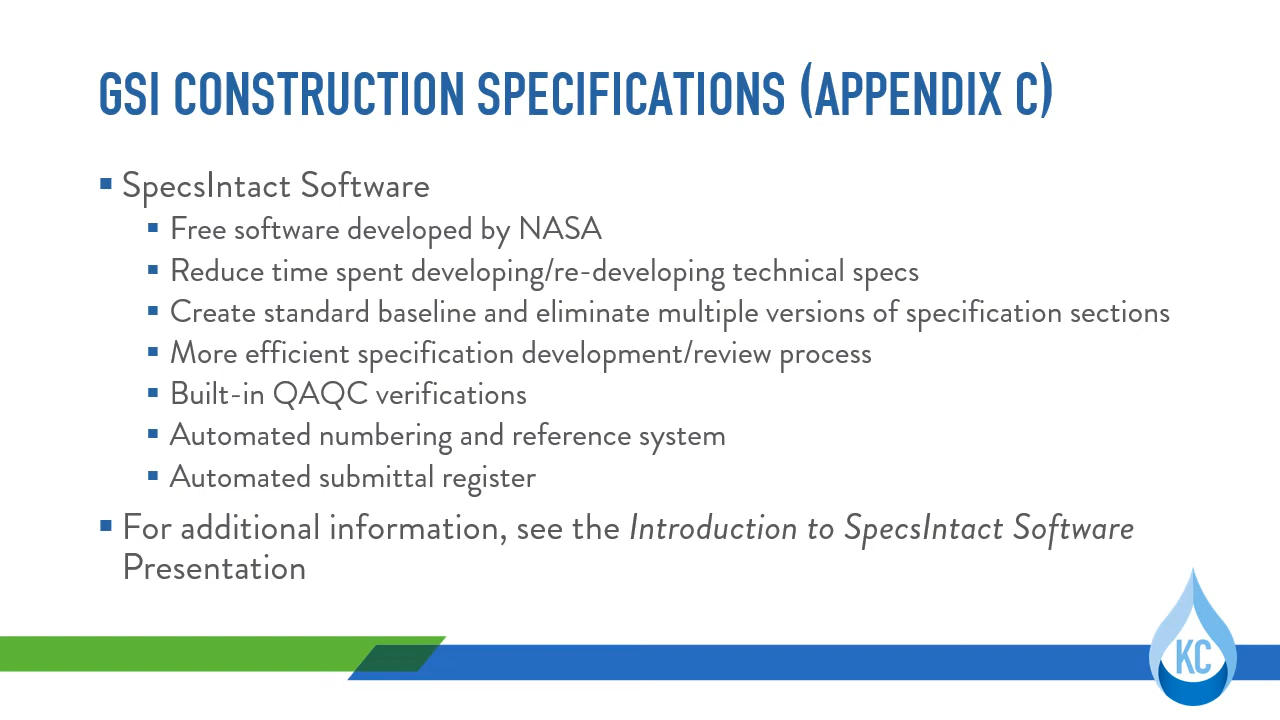 GSI CONSTRUCTION SPECIFICATIONS (APPENDIX C)
SpecsIntact Software
Free software developed by NASA
Reduce time spent developing/re-developing technical specs
Create standard baseline and eliminate multiple versions of specification sections
More efficient specification development/review process
Built-in QAQC verifications
Automated numbering and reference system
Automated submittal register
For additional information, see the Introduction to SpecsIntact Software
Presentation
KC